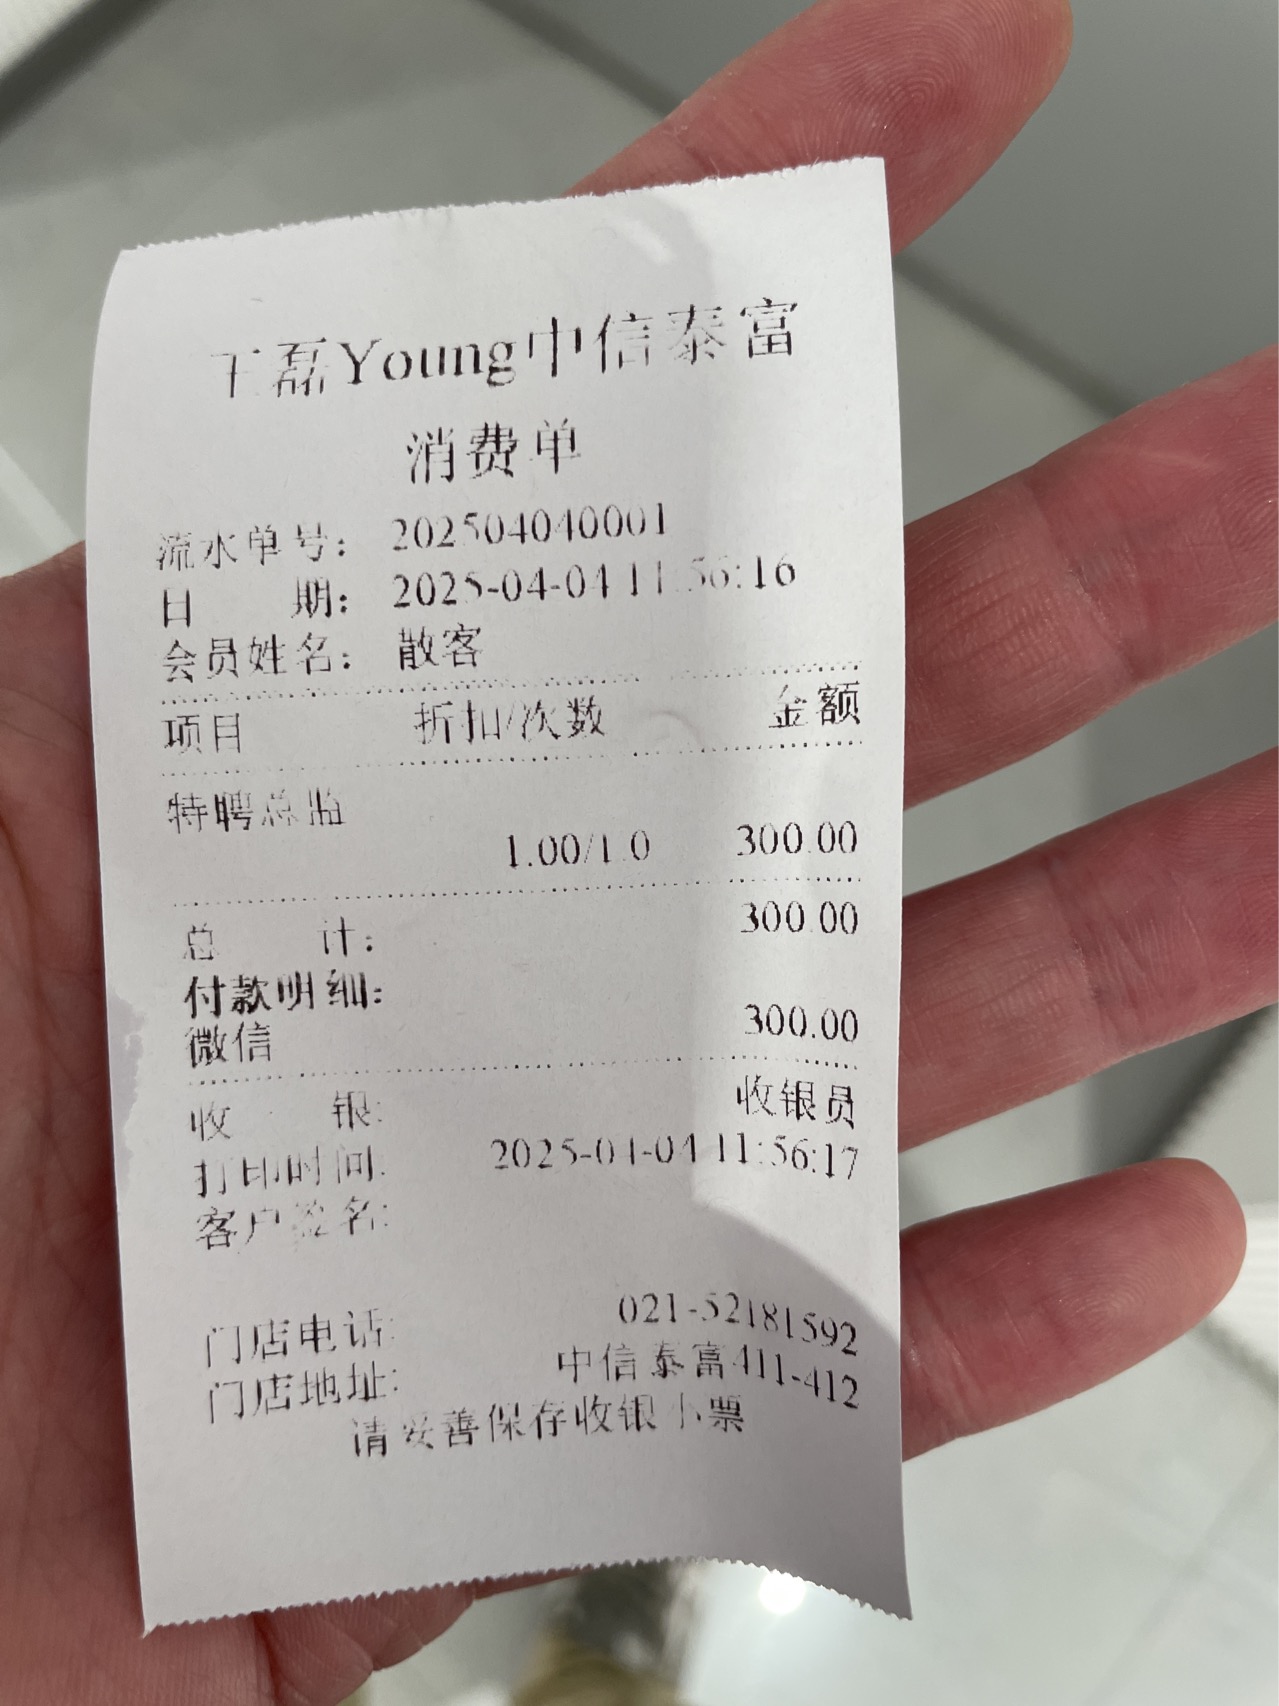 王磊Young中信泰富
消费单
流水单号： 202504040001
日 期： 2025-04-04 11:56:16
会员姓名： 散客
项目 折扣/次数 金额
特聘总监
1.00/1.0 300.00
总 计： 300.00
付款明细：
微信 300.00
收 银: 收银员
打印时间: 2025-04-04 11:56:17
客户签名:
门店电话: 021-52181592
门店地址: 中信泰富411-412
请妥善保存收银小票